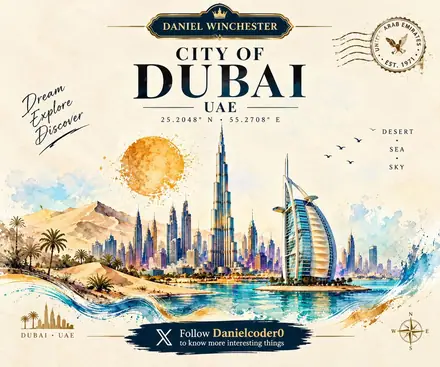 DANIEL WINCHESTER
CITY OF
DUBAI
UAE
25.2048° N • 55.2708° E
UNITED ARAB EMIRATES
• EST. 1971 •
Dream
Explore
Discover
DESERT
•
SEA
•
SKY
DUBAI • UAE
X Follow Danielcoder0
to know more interesting things
N
W E
S